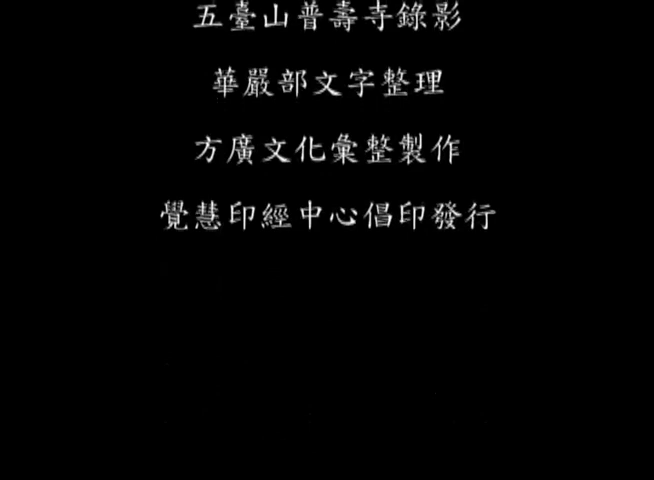 五臺山普壽寺錄影
華嚴部文字整理
方廣文化彙整製作
覺慧印經中心倡印發行